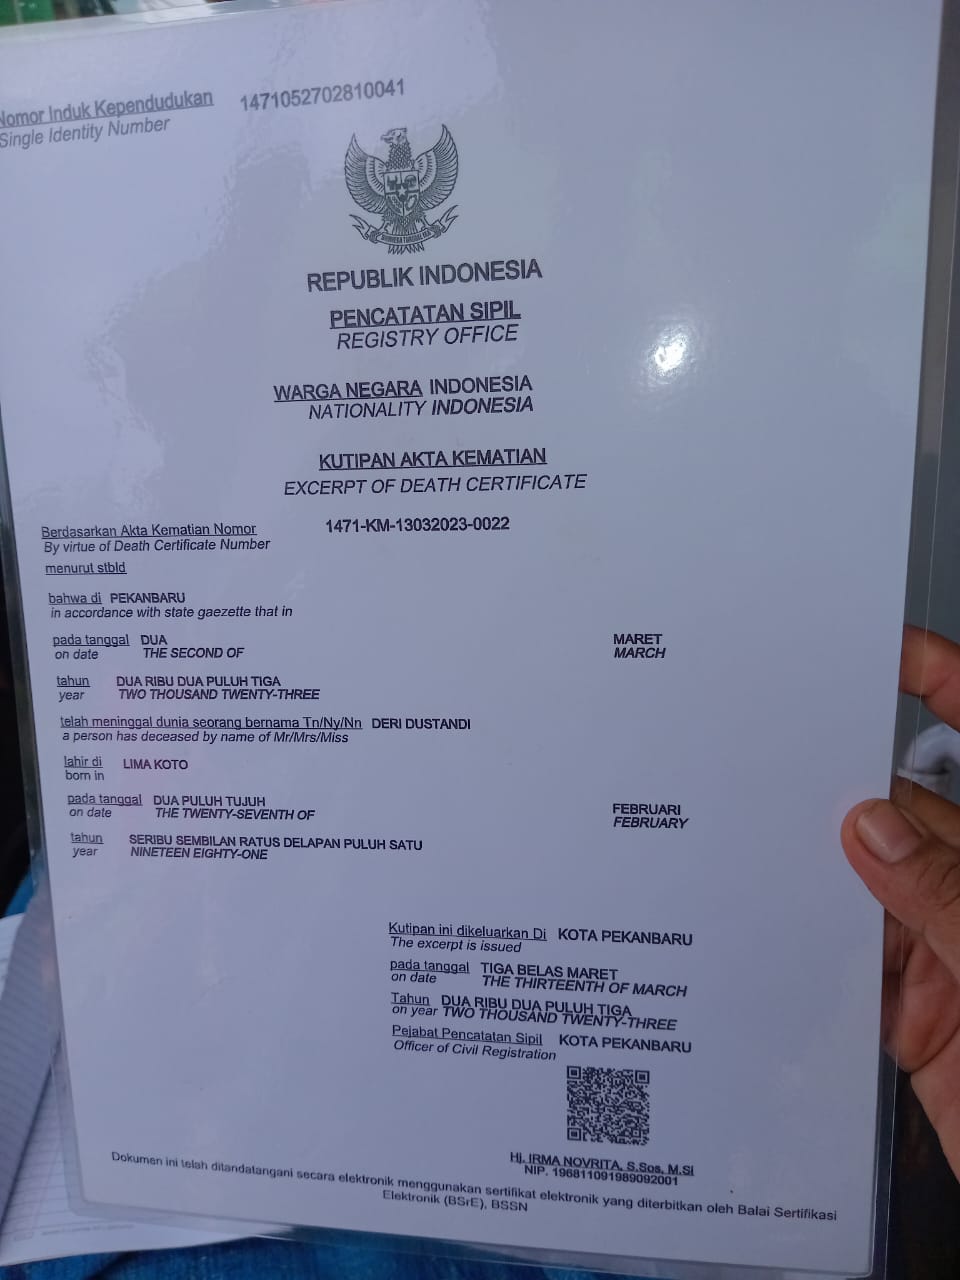 Nomor Induk Kependudukan 1471052702810041
Single Identity Number
REPUBLIK INDONESIA
PENCATATAN SIPIL
REGISTRY OFFICE
WARGA NEGARA INDONESIA
NATIONALITY INDONESIA
KUTIPAN AKTA KEMATIAN
EXCERPT OF DEATH CERTIFICATE
Berdasarkan Akta Kematian Nomor 1471-KM-13032023-0022
By virtue of Death Certificate Number
menurut stbld
bahwa di PEKANBARU
in accordance with state gaezette that in
pada tanggal DUA MARET
on date THE SECOND OF MARCH
tahun DUA RIBU DUA PULUH TIGA
year TWO THOUSAND TWENTY-THREE
telah meninggal dunia seorang bernama Tn/Ny/Nn DERI DUSTANDI
a person has deceased by name of Mr/Mrs/Miss
lahir di LIMA KOTO
born in
pada tanggal DUA PULUH TUJUH FEBRUARI
on date THE TWENTY-SEVENTH OF FEBRUARY
tahun SERIBU SEMBILAN RATUS DELAPAN PULUH SATU
year NINETEEN EIGHTY-ONE
Kutipan ini dikeluarkan Di KOTA PEKANBARU
The excerpt is issued
pada tanggal TIGA BELAS MARET
on date THE THIRTEENTH OF MARCH
Tahun DUA RIBU DUA PULUH TIGA
on year TWO THOUSAND TWENTY-THREE
Pejabat Pencatatan Sipil KOTA PEKANBARU
Officer of Civil Registration
Hj. IRMA NOVRITA, S.Sos, M.Si
NIP. 196811091989092001
Dokumen ini telah ditandatangani secara elektronik menggunakan sertifikat elektronik yang diterbitkan oleh Balai Sertifikasi
Elektronik (BSrE), BSSN